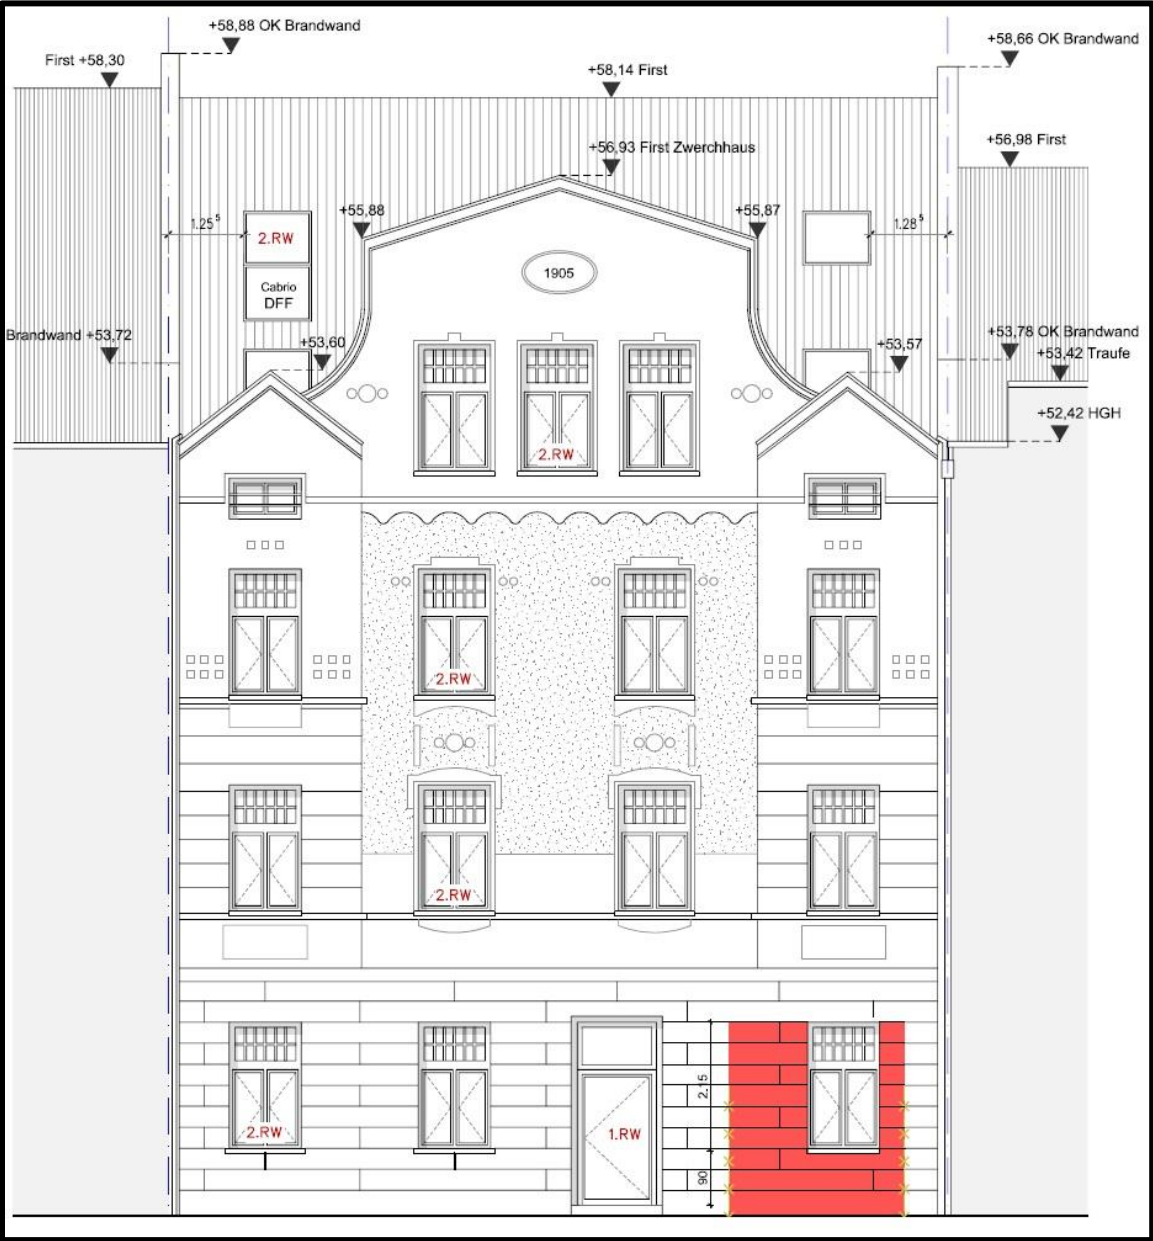 +58,88 OK Brandwand
+58,66 OK Brandwand
First +58,30
+58,14 First
+56,93 First Zwerchhaus
+56,98 First
+55,88
+55,87
1.25⁵
2.RW
1.28⁵
1905
Cabrio
DFF
Brandwand +53,72
+53,60
+53,57
+53,78 OK Brandwand
+53,42 Traufe
+52,42 HGH
2.RW
2.RW
2.RW
2,15
2.RW
1.RW
90